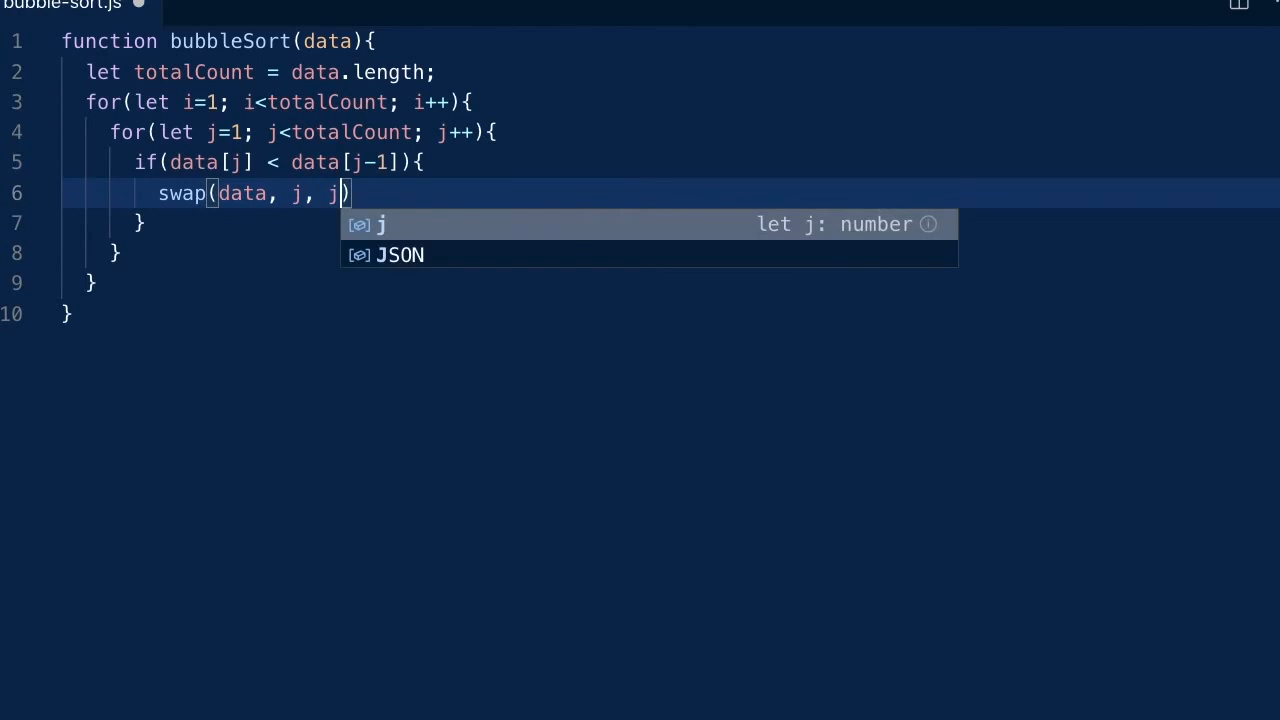 bubble-sort.js
1 function bubbleSort(data){
2 let totalCount = data.length;
3 for(let i=1; i<totalCount; i++){
4 for(let j=1; j<totalCount; j++){
5 if(data[j] < data[j-1]){
6 swap(data, j, j)
7 }
j let j: number
8 }
JSON
9 }
10 }